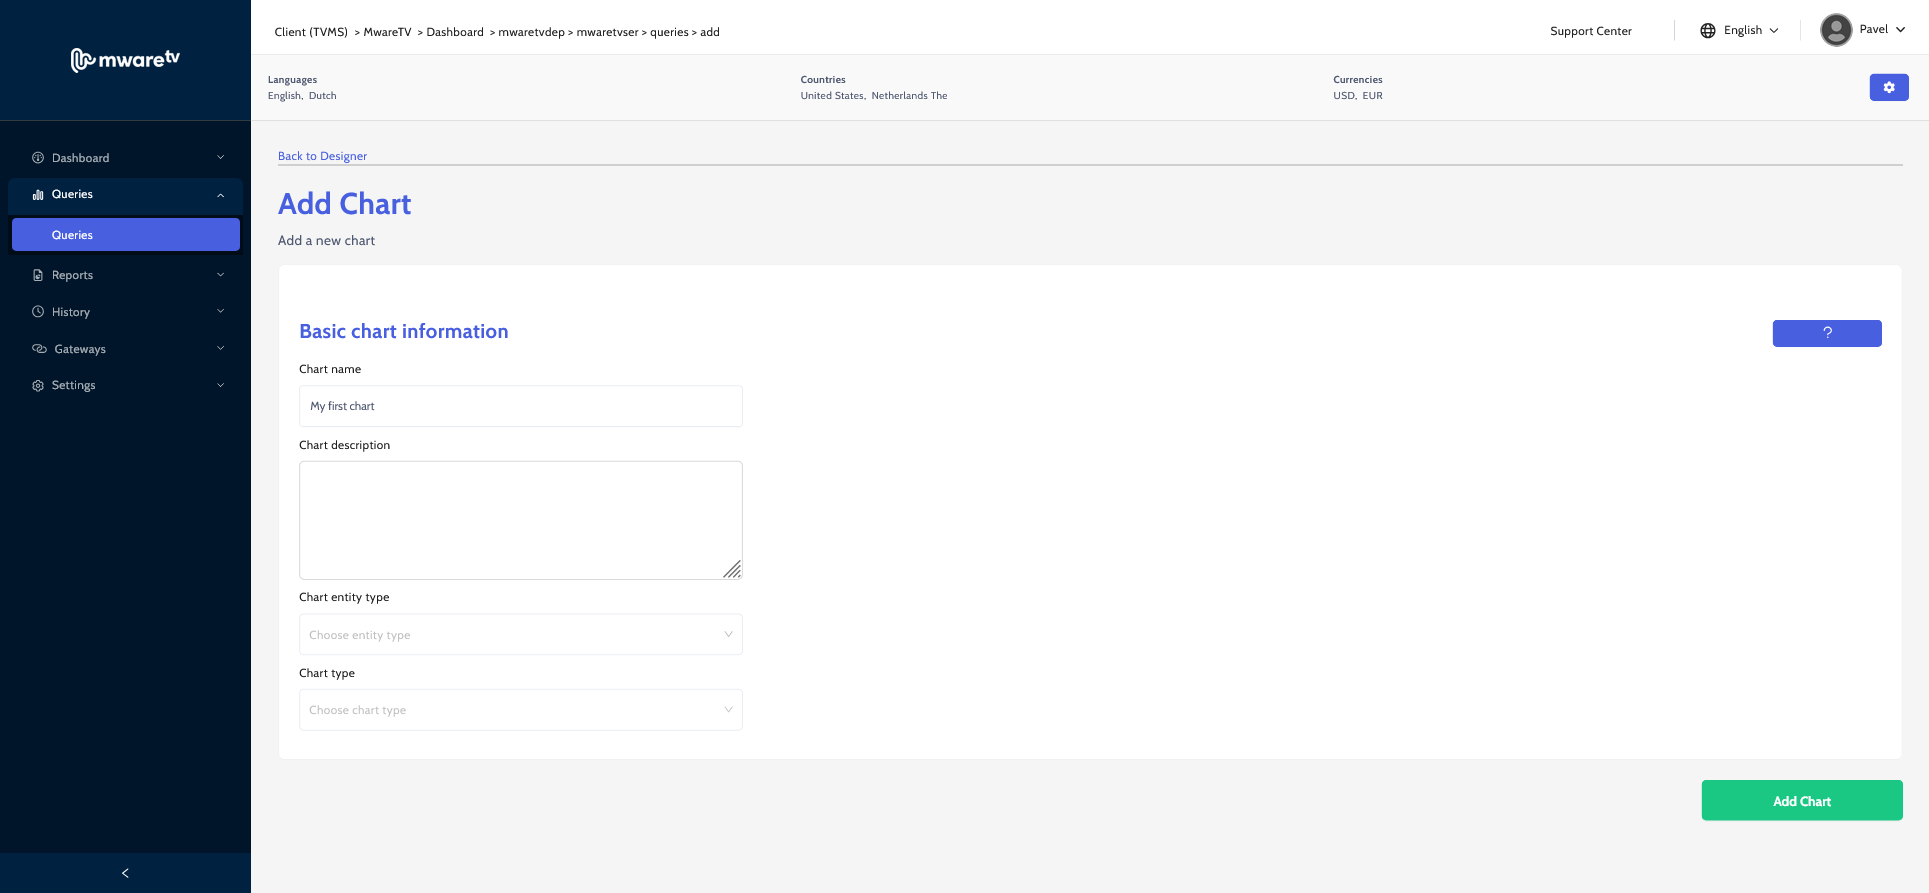 mwaretv
Client (TVMS) > MwareTV > Dashboard > mwaretvdep > mwaretvser > queries > add
Support Center
English
Pavel
Languages
English, Dutch
Countries
United States, Netherlands The
Currencies
USD, EUR
Dashboard
Queries
Queries
Reports
History
Gateways
Settings
Back to Designer
Add Chart
Add a new chart
Basic chart information
?
Chart name
My first chart
Chart description
Chart entity type
Choose entity type
Chart type
Choose chart type
Add Chart